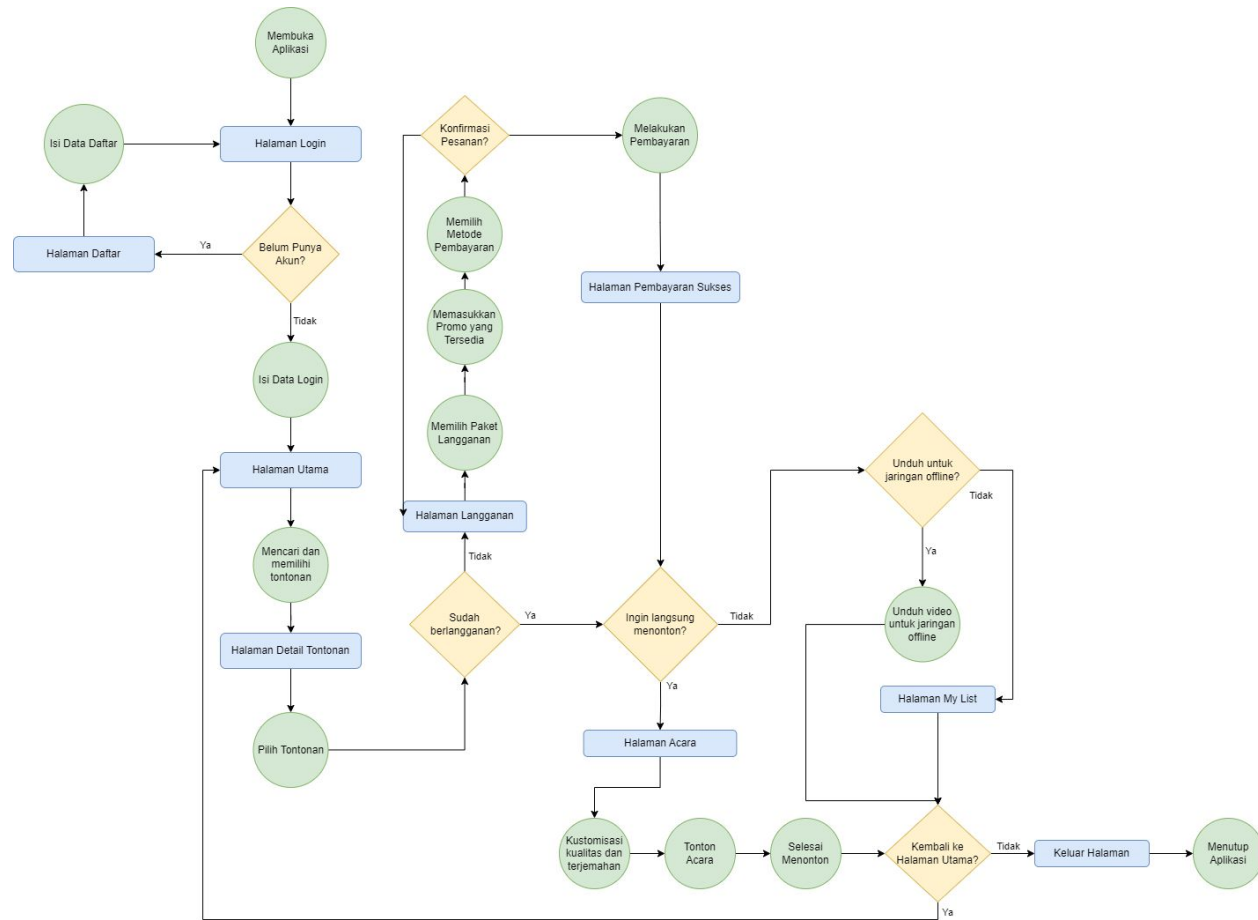 Membuka
Aplikasi
Halaman Login
Isi Data Daftar
Halaman Daftar
Ya
Belum Punya
Akun?
Tidak
Isi Data Login
Halaman Utama
Mencari dan
memilihi
tontonan
Halaman Detail Tontonan
Pilih Tontonan
Sudah
berlangganan?
Tidak
Halaman Langganan
Memilih Paket
Langganan
Memasukkan
Promo yang
Tersedia
Memilih
Metode
Pembayaran
Konfirmasi
Pesanan?
Melakukan
Pembayaran
Halaman Pembayaran Sukses
Ya
Ingin langsung
menonton?
Tidak
Unduh untuk
jaringan offline?
Tidak
Ya
Unduh video
untuk jaringan
offline
Halaman My List
Ya
Halaman Acara
Kustomisasi
kualitas dan
terjemahan
Tonton
Acara
Selesai
Menonton
Kembali ke
Halaman Utama?
Tidak
Keluar Halaman
Menutup
Aplikasi
Ya